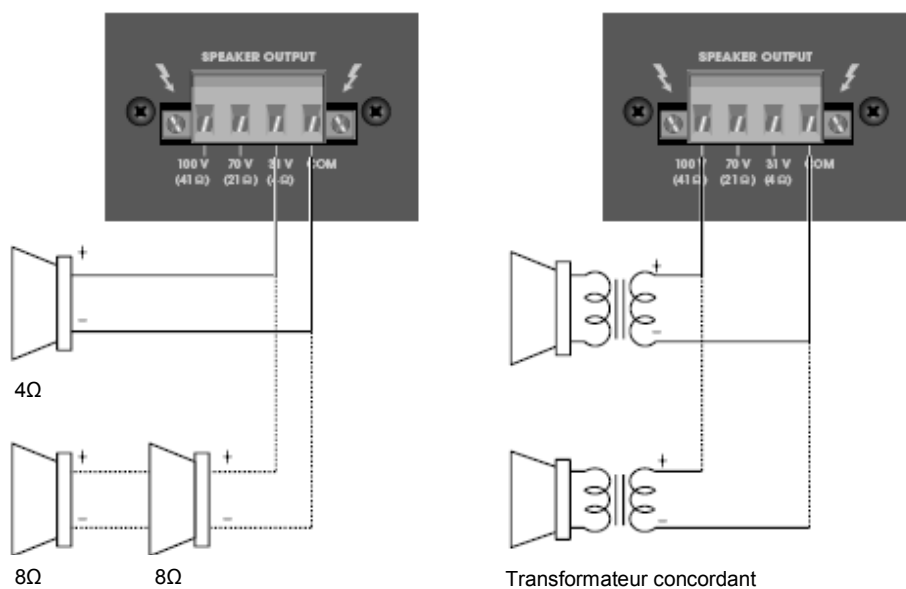 SPEAKER OUTPUT
100 V 70 V 31 V COM
(41 Ω) (21 Ω) (4 Ω)
+
-
4Ω
+ +
- -
8Ω 8Ω
SPEAKER OUTPUT
100 V 70 V 31 V COM
(41 Ω) (21 Ω) (4 Ω)
+
-
+
-
Transformateur concordant